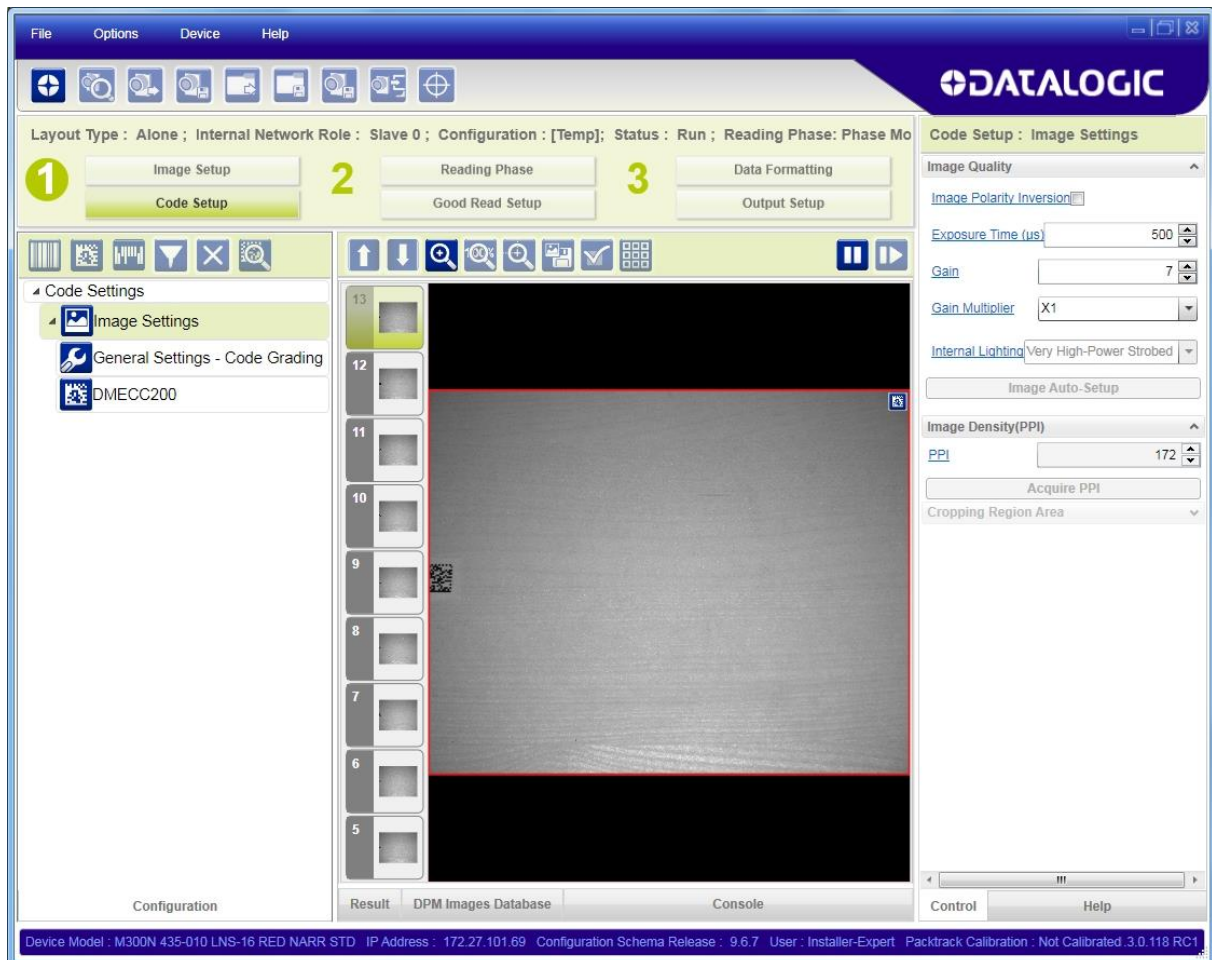 File Options Device Help
DATALOGIC
Layout Type : Alone ; Internal Network Role : Slave 0 ; Configuration : [Temp]; Status : Run ; Reading Phase: Phase Mo
1
Image Setup
Code Setup
2
Reading Phase
Good Read Setup
3
Data Formatting
Output Setup
Code Settings
Image Settings
General Settings - Code Grading
DMECC200
Configuration
13
12
11
10
9
8
7
6
5
Result DPM Images Database Console
Code Setup : Image Settings
Image Quality
Image Polarity Inversion
Exposure Time (µs) 500
Gain 7
Gain Multiplier X1
Internal Lighting Very High-Power Strobed
Image Auto-Setup
Image Density(PPI)
PPI 172
Acquire PPI
Cropping Region Area
Control Help
Device Model : M300N 435-010 LNS-16 RED NARR STD IP Address : 172.27.101.69 Configuration Schema Release : 9.6.7 User : Installer-Expert Packtrack Calibration : Not Calibrated .3.0.118 RC1